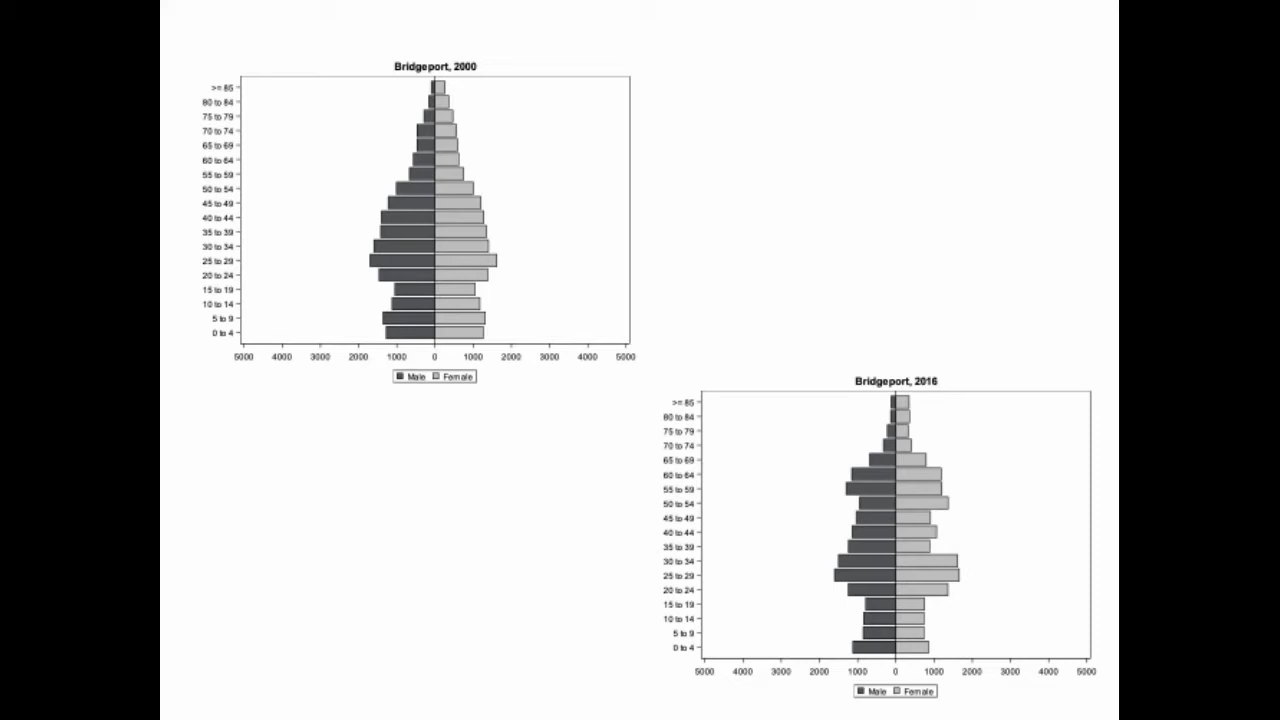 Bridgeport, 2000
>= 85
80 to 84
75 to 79
70 to 74
65 to 69
60 to 64
55 to 59
50 to 54
45 to 49
40 to 44
35 to 39
30 to 34
25 to 29
20 to 24
15 to 19
10 to 14
5 to 9
0 to 4
5000 4000 3000 2000 1000 0 1000 2000 3000 4000 5000
Male Female
Bridgeport, 2016
>= 85
80 to 84
75 to 79
70 to 74
65 to 69
60 to 64
55 to 59
50 to 54
45 to 49
40 to 44
35 to 39
30 to 34
25 to 29
20 to 24
15 to 19
10 to 14
5 to 9
0 to 4
5000 4000 3000 2000 1000 0 1000 2000 3000 4000 5000
Male Female